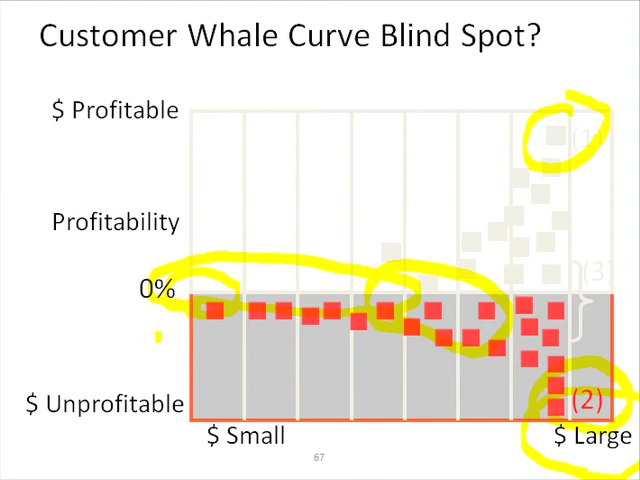 Customer Whale Curve Blind Spot?
$ Profitable
(1)
Profitability
(3)
0%
$ Unprofitable
(2)
$ Small
$ Large
67